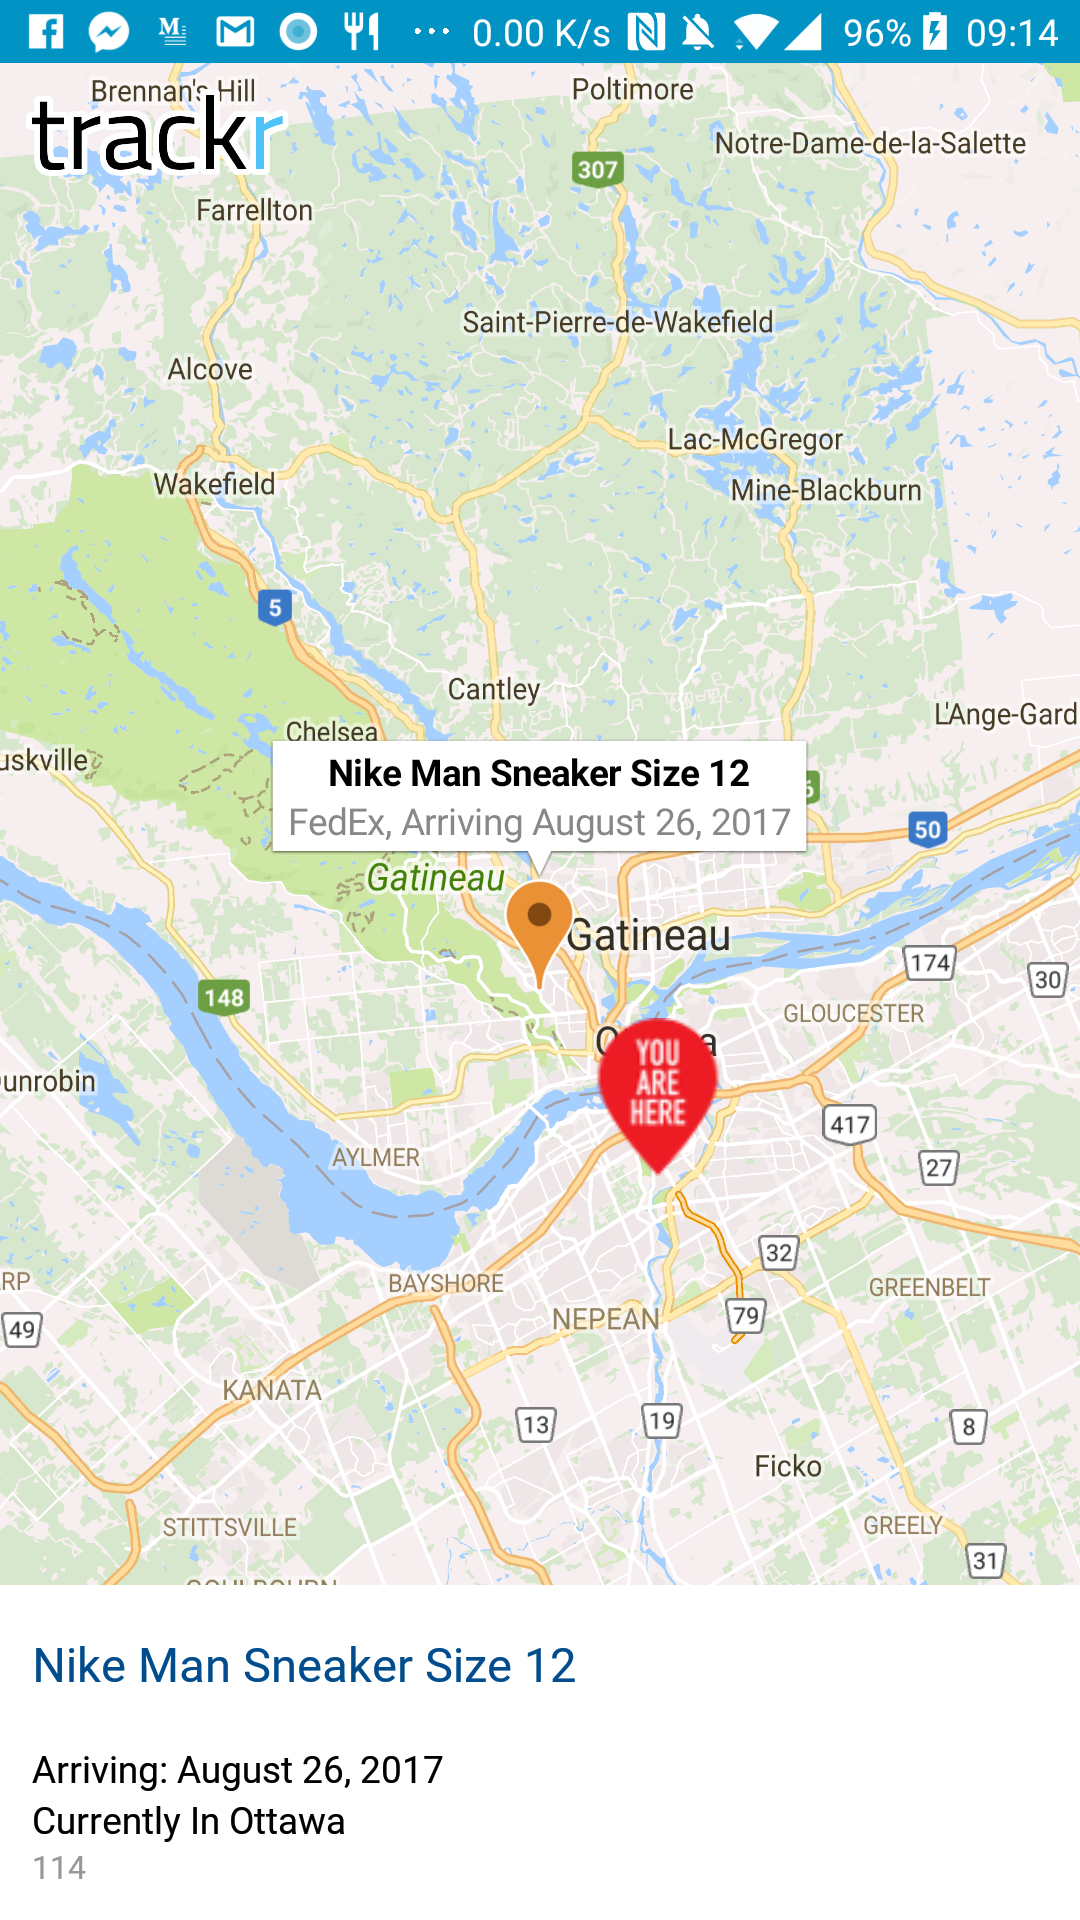 0.00 K/s 96% 09:14
Brennan's Hill
Poltimore
trackr
Notre-Dame-de-la-Salette
307
Farrellton
Saint-Pierre-de-Wakefield
Alcove
Lac-McGregor
Wakefield
Mine-Blackburn
5
Cantley
L'Ange-Gard
Chelsea
uskville
Nike Man Sneaker Size 12
FedEx, Arriving August 26, 2017
50
Gatineau
Gatineau
174
30
148
GLOUCESTER
YOU
ARE
HERE
unrobin
417
AYLMER
27
32
RP
BAYSHORE
GREENBELT
49
NEPEAN
79
KANATA
13
19
8
Ficko
STITTSVILLE
GREELY
31
Nike Man Sneaker Size 12
Arriving: August 26, 2017
Currently In Ottawa
114